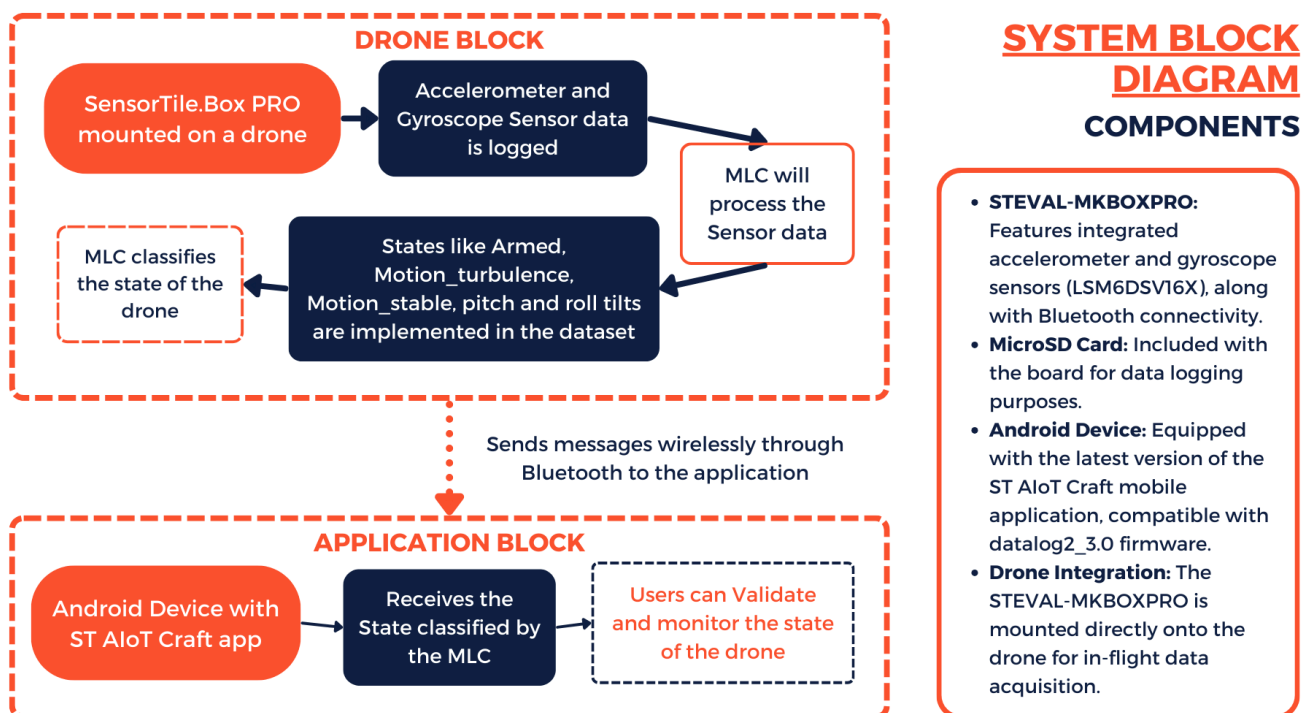 DRONE BLOCK
SensorTile.Box PRO
mounted on a drone
Accelerometer and
Gyroscope Sensor data
is logged
MLC will
process the
Sensor data
States like Armed,
Motion_turbulence,
Motion_stable, pitch and roll tilts
are implemented in the dataset
MLC classifies
the state of the
drone
Sends messages wirelessly through
Bluetooth to the application
APPLICATION BLOCK
Android Device with
ST AIoT Craft app
Receives the
State classified by
the MLC
Users can Validate
and monitor the state
of the drone
SYSTEM BLOCK
DIAGRAM
COMPONENTS
• STEVAL-MKBOXPRO:
Features integrated
accelerometer and gyroscope
sensors (LSM6DSV16X), along
with Bluetooth connectivity.
• MicroSD Card: Included with
the board for data logging
purposes.
• Android Device: Equipped
with the latest version of the
ST AIoT Craft mobile
application, compatible with
datalog2_3.0 firmware.
• Drone Integration: The
STEVAL-MKBOXPRO is
mounted directly onto the
drone for in-flight data
acquisition.